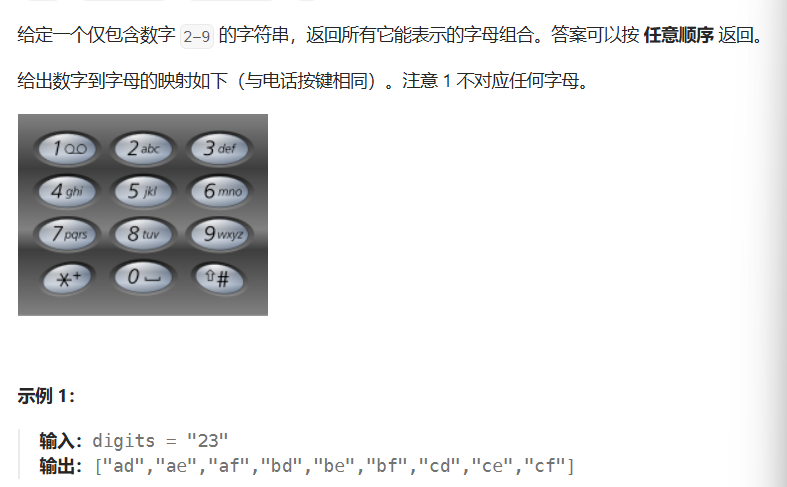 给定一个仅包含数字 2-9 的字符串，返回所有它能表示的字母组合。答案可以按 任意顺序 返回。
给出数字到字母的映射如下（与电话按键相同）。注意 1 不对应任何字母。
1 2 abc 3 def
4 ghi 5 jkl 6 mno
7 pqrs 8 tuv 9 wxyz
*+ 0 #
示例 1：
输入：digits = "23"
输出：["ad","ae","af","bd","be","bf","cd","ce","cf"]